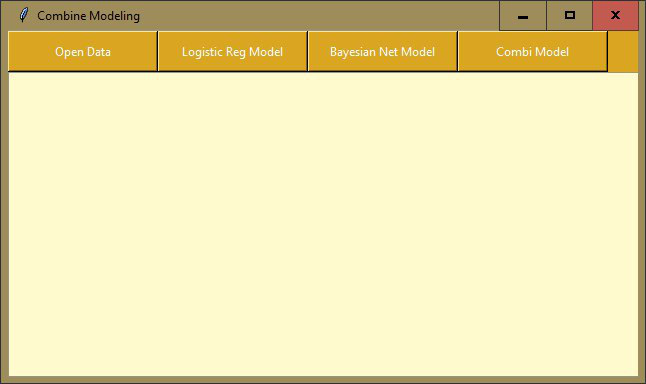 Combine Modeling
Open Data
Logistic Reg Model
Bayesian Net Model
Combi Model